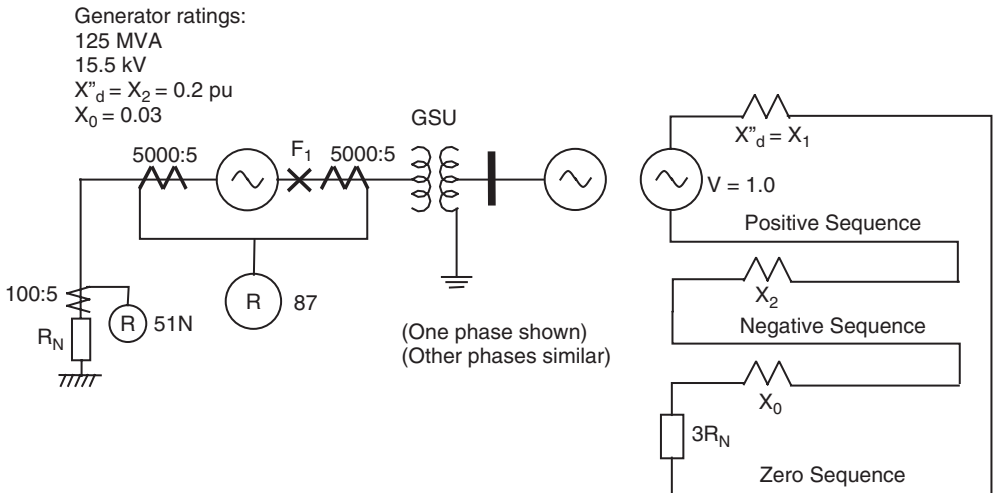 Generator ratings:
125 MVA
15.5 kV
X"d = X2 = 0.2 pu
X0 = 0.03
GSU
5000:5
F1
5000:5
X"d = X1
V = 1.0
Positive Sequence
100:5
R
87
X2
R
51N
RN
(One phase shown)
(Other phases similar)
Negative Sequence
X0
3RN
Zero Sequence